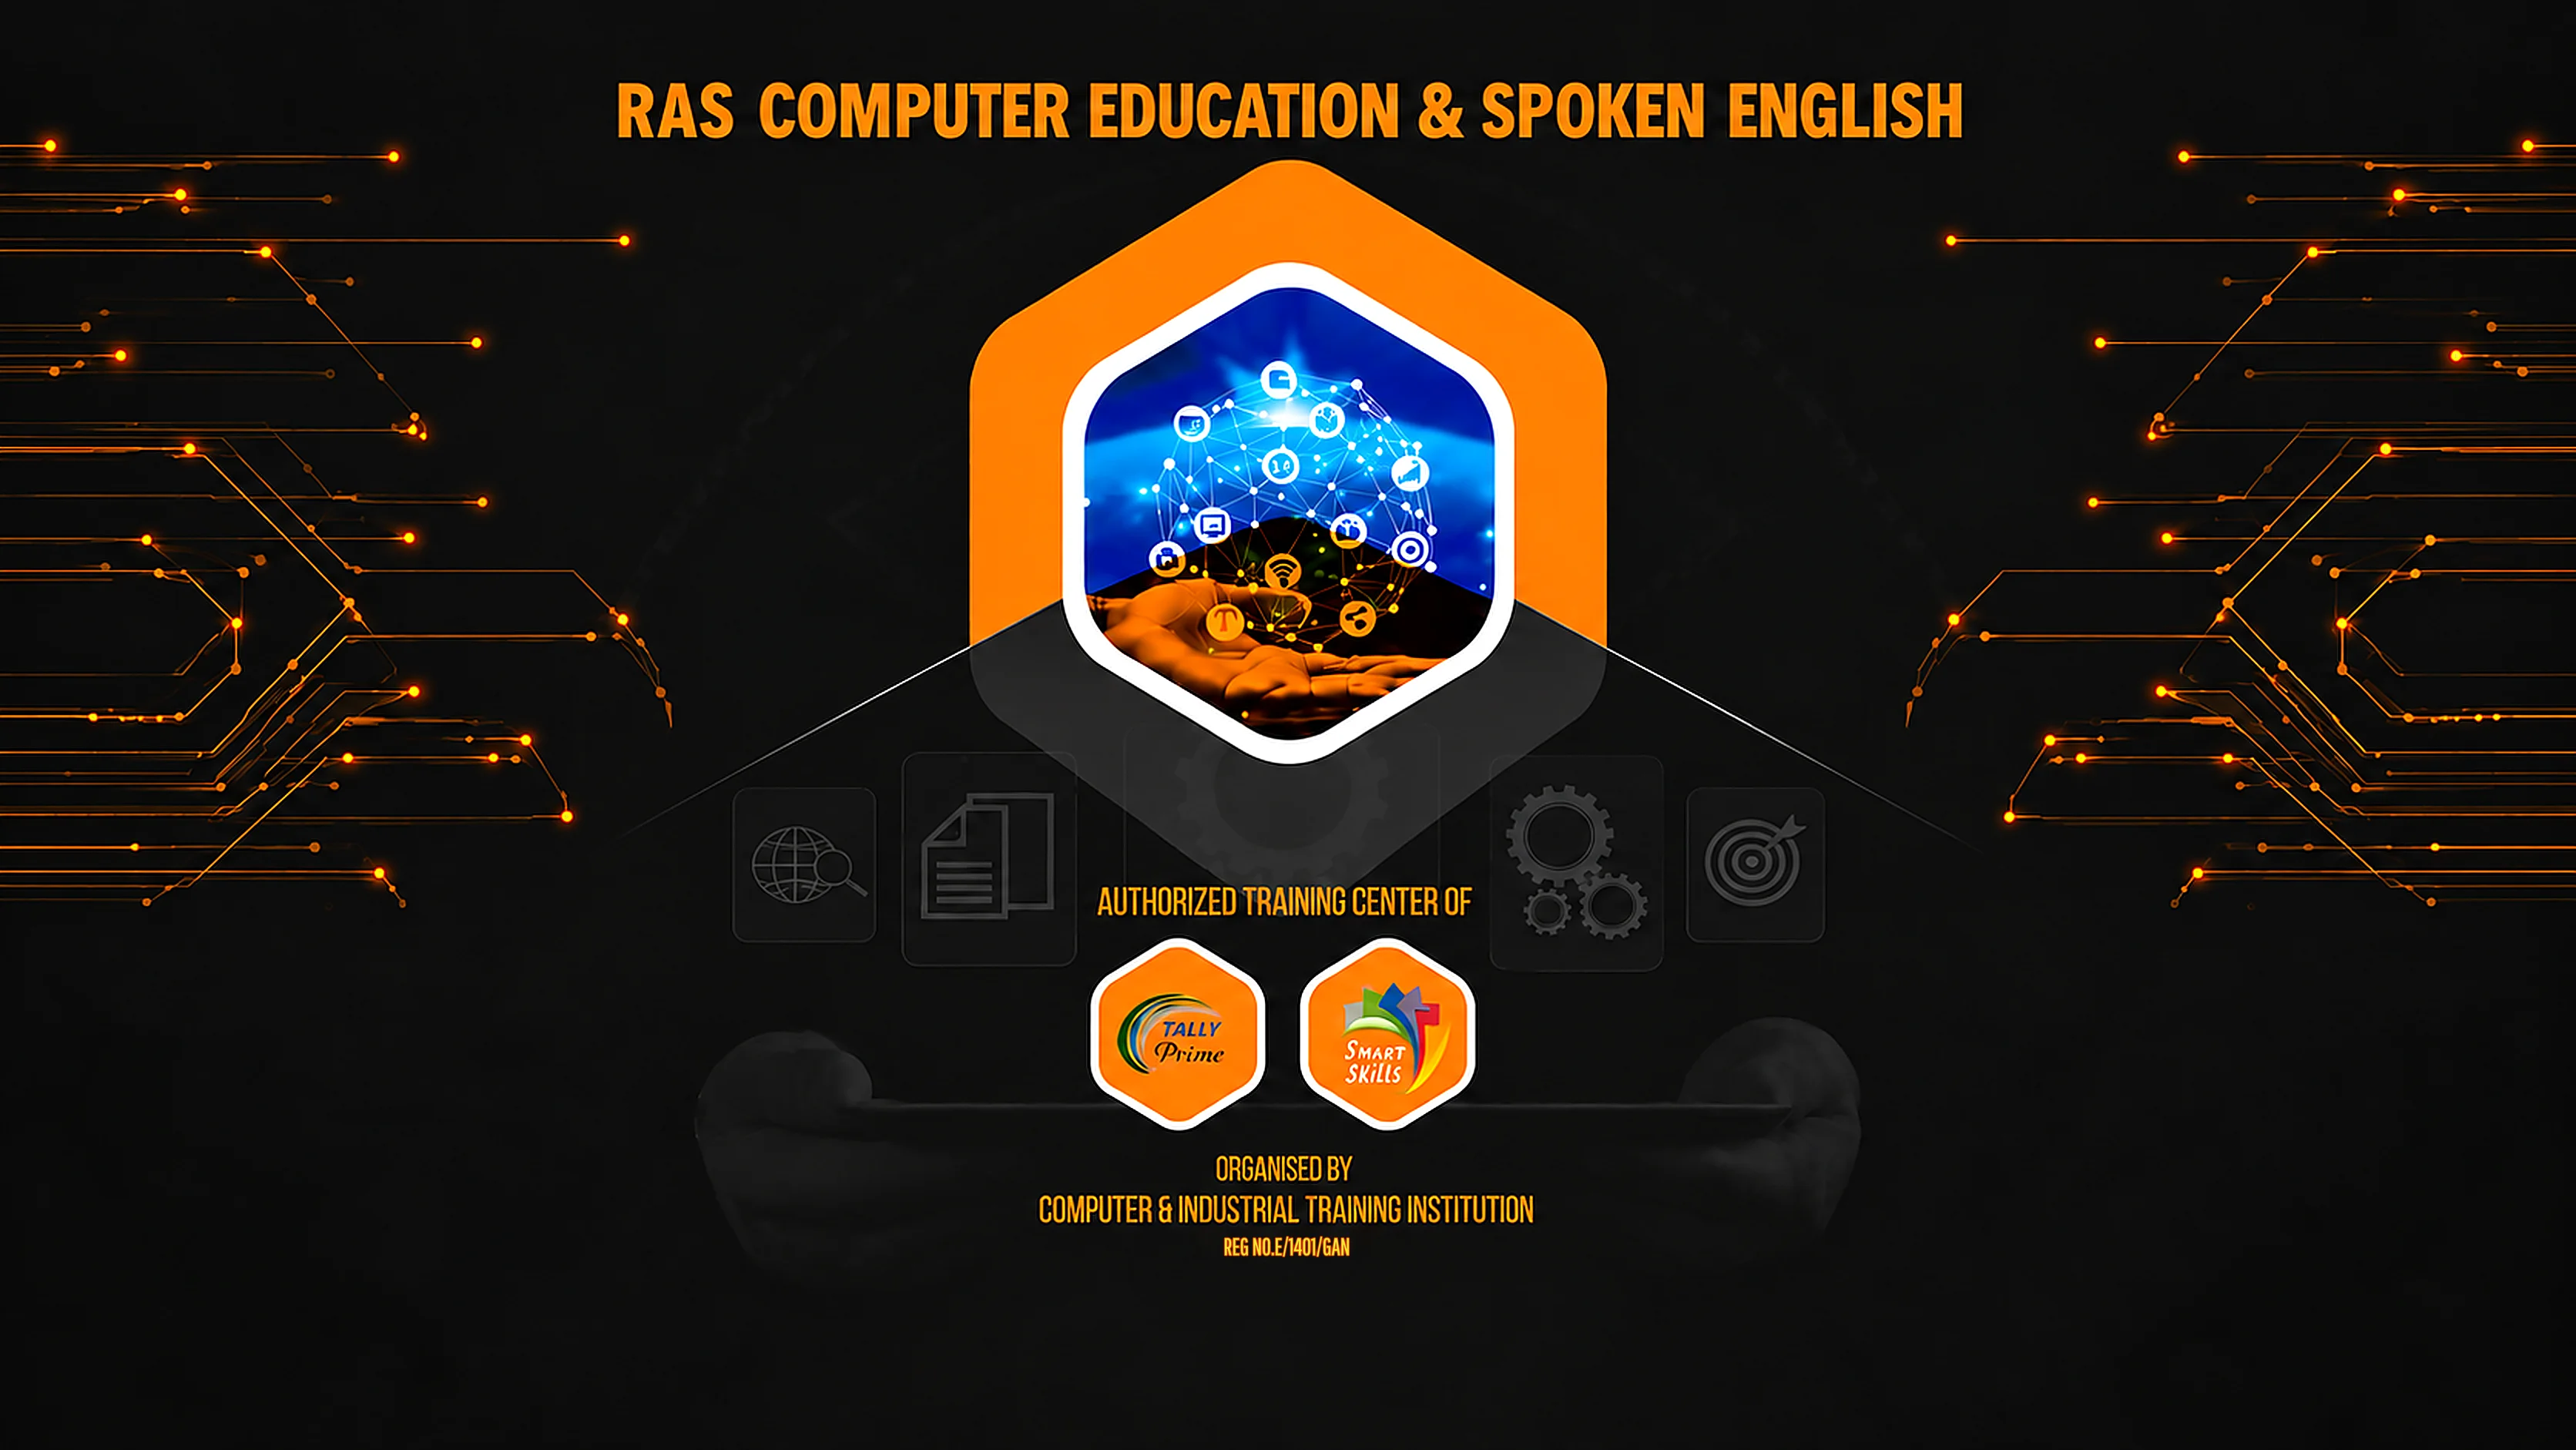 RAS COMPUTER EDUCATION & SPOKEN ENGLISH
AUTHORIZED TRAINING CENTER OF
TALLY
Prime
SMART
SKillS
ORGANISED BY
COMPUTER & INDUSTRIAL TRAINING INSTITUTION
REG NO.E/1401/GAN